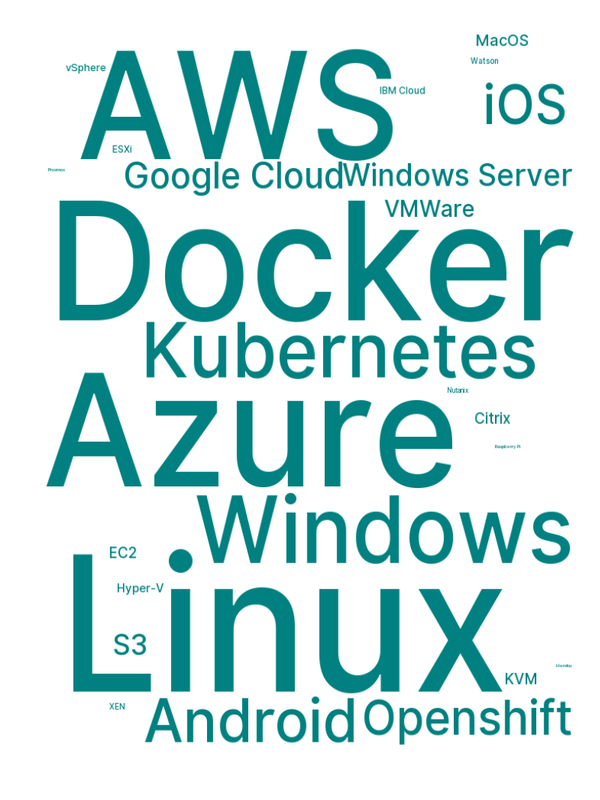 MacOS
Watson
vSphere
AWS
IBM Cloud
iOS
ESXi
Proxmox
Google Cloud
Windows Server
VMWare
Docker
Kubernetes
Nutanix
Azure
Citrix
Raspberry Pi
Windows
EC2
Linux
Hyper-V
S3
KVM
XEN
Android
Openshift